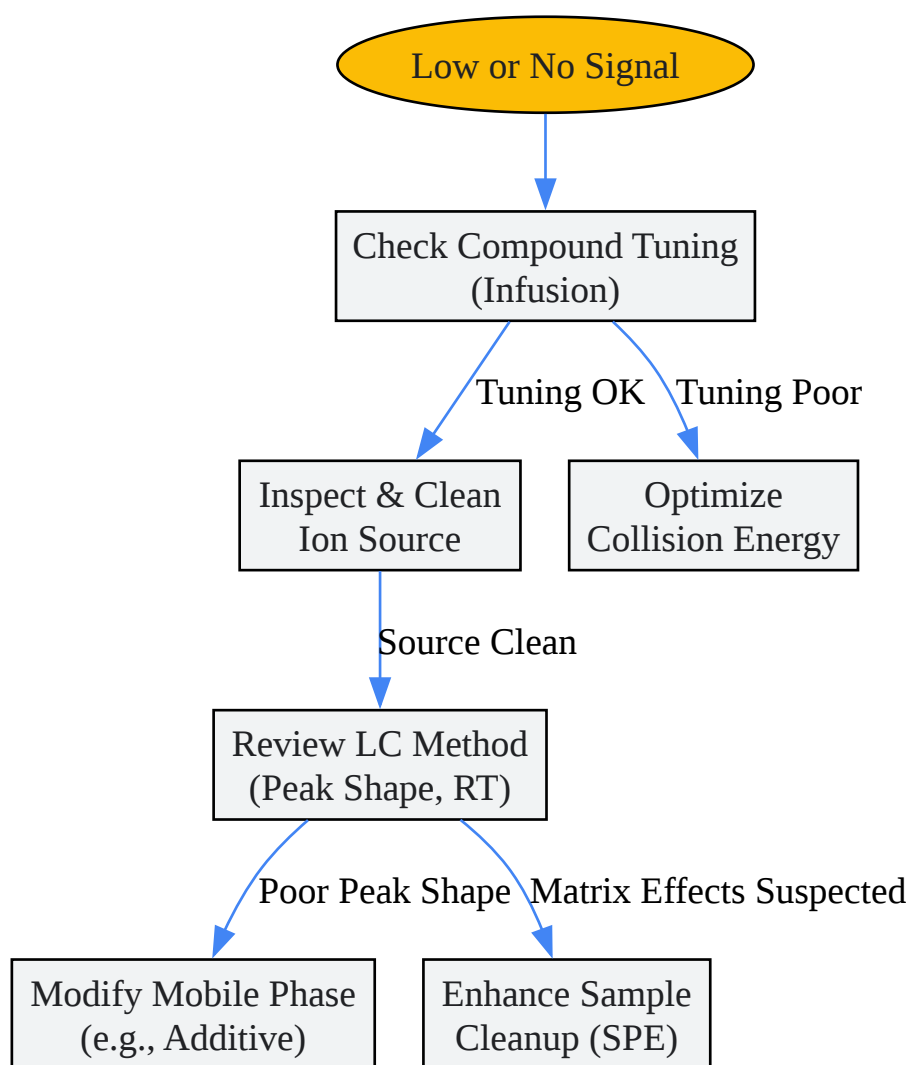 Low or No Signal
Check Compound Tuning
(Infusion)
Tuning OK
Tuning Poor
Inspect & Clean
Ion Source
Optimize
Collision Energy
Source Clean
Review LC Method
(Peak Shape, RT)
Poor Peak Shape
Matrix Effects Suspected
Modify Mobile Phase
(e.g., Additive)
Enhance Sample
Cleanup (SPE)